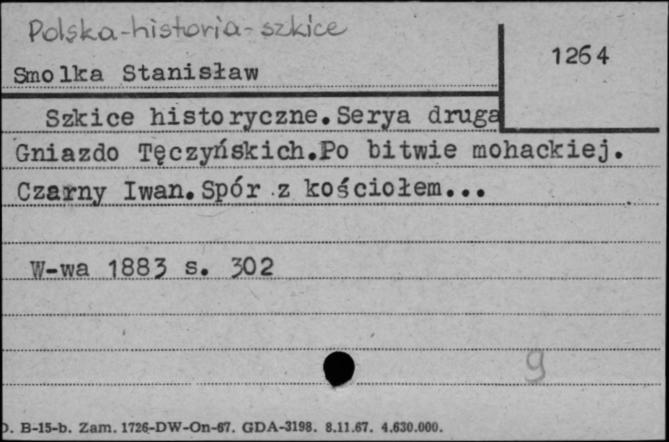 Polska-historia-szkice
1264
Smolka Stanisław
Szkice historyczne.Serya druga
Gniazdo Tęczyńskich.Po bitwie mohackiej.
Czarny Iwan.Spór z kościołem...
W-wa 1883 s. 302
9
D. B-15-b. Zam. 1726-DW-On-67. GDA-3198. 8.11.67. 4.630.000.